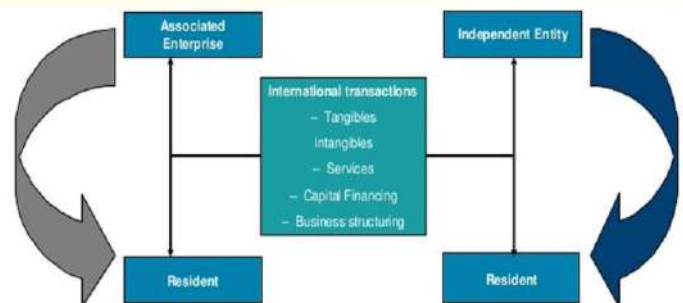 Associated
Enterprise
Independent Entity
International transactions
– Tangibles
Intangibles
– Services
– Capital Financing
– Business structuring
Resident
Resident